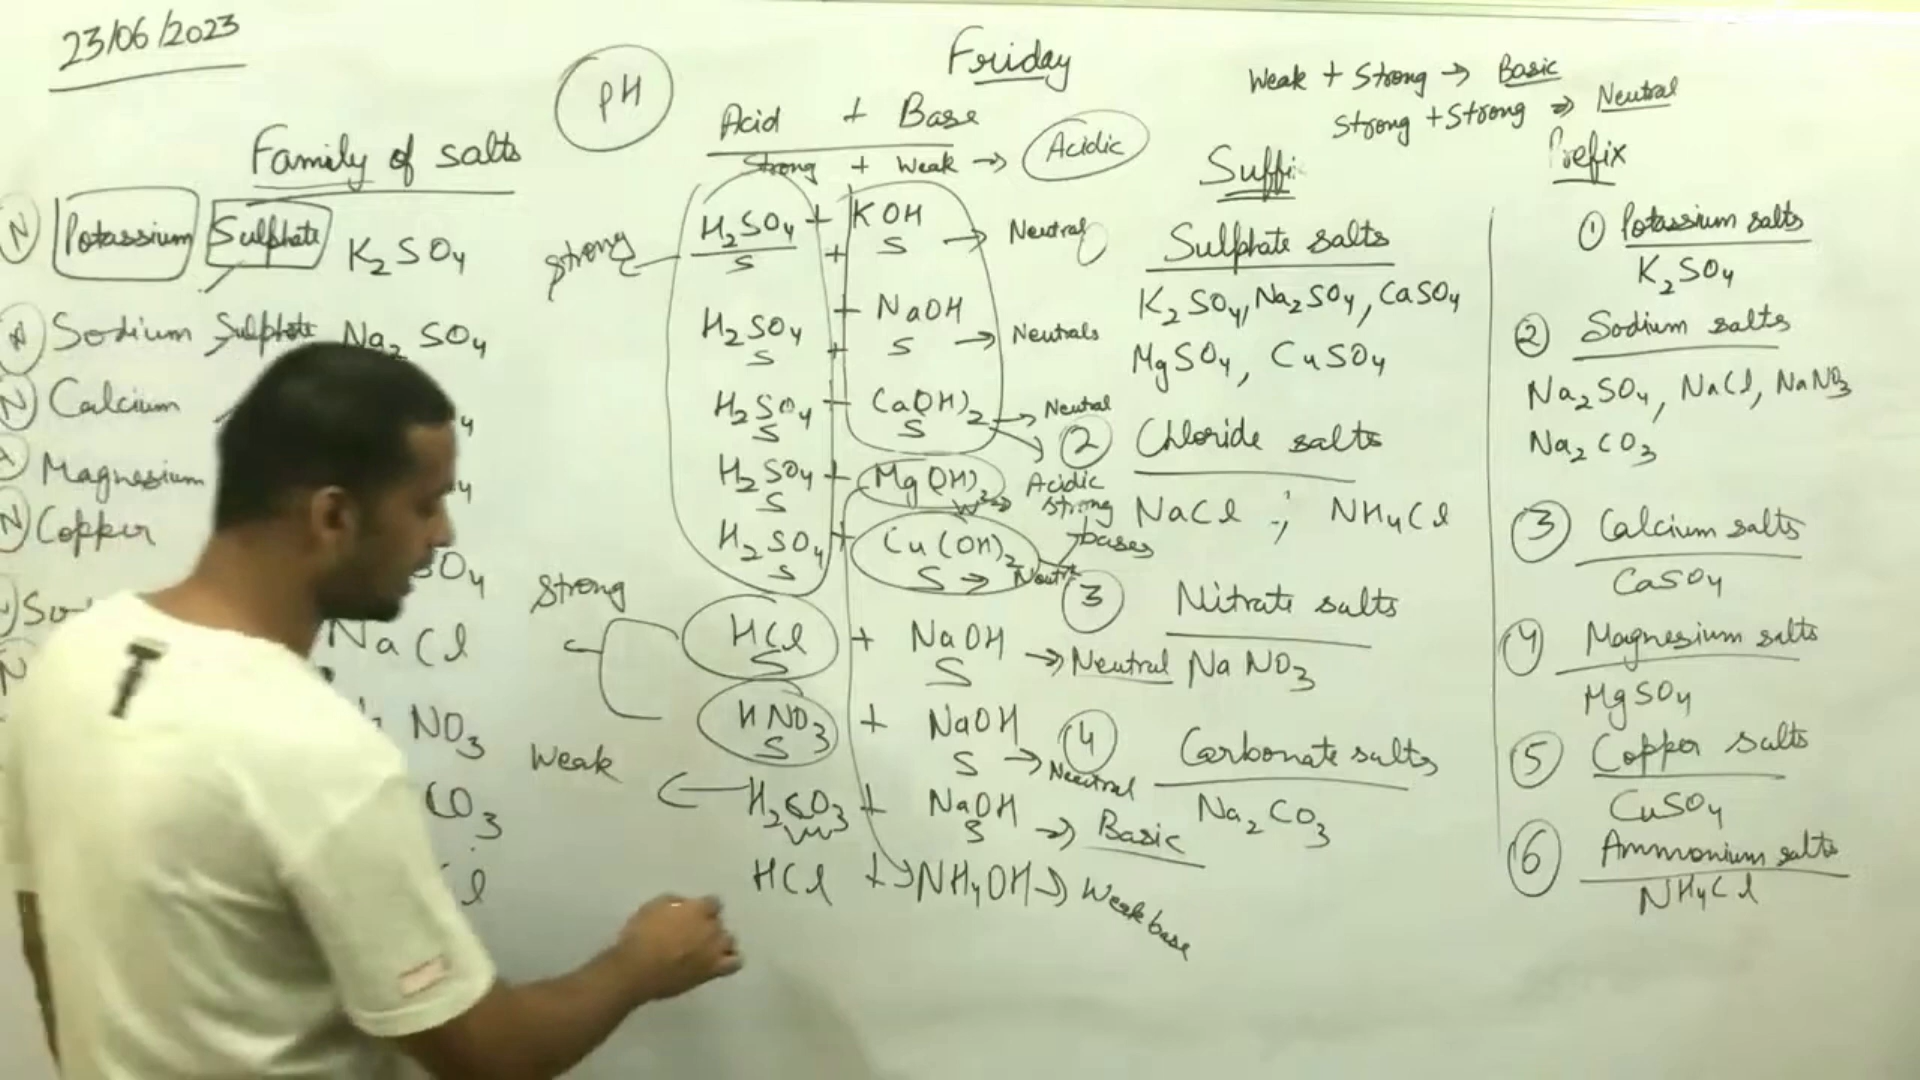 23/06/2023
Friday
Family of salts
N Potassium Sulphate K2SO4
N Sodium Sulphate Na2 SO4
N Calcium
Magnesium
N Copper SO4
NaCl
N NO3
CO3
Cl
PH
Acid + Base
Strong + Weak → Acidic
Weak + Strong → Basic
Strong + Strong ⇒ Neutral
strong
H2SO4 + KOH → Neutral
S + S
H2SO4 + NaOH → Neutrals
S + S
H2SO4 + Ca(OH)2 → Neutral
S S
H2SO4 + Mg(OH)2 → Acidic
S W
strong bases
H2SO4 + Cu(OH)2
S S → Neutral
Strong
HCl + NaOH → Neutral
S S
HNO3 + NaOH → Neutral
S S
Weak
H2CO3 + NaOH → Basic
S
HCl + NH4OH → Weak base
Suffi
Sulphate salts
K2SO4, Na2SO4, CaSO4
MgSO4, CuSO4
2 Chloride salts
NaCl ; NH4Cl
3 Nitrate salts
NaNO3
4 Carbonate salts
Na2CO3
Prefix
1 Potassium salts
K2SO4
2 Sodium salts
Na2SO4, NaCl, NaNO3
Na2CO3
3 Calcium salts
CaSO4
4 Magnesium salts
MgSO4
5 Copper salts
CuSO4
6 Ammonium salts
NH4Cl